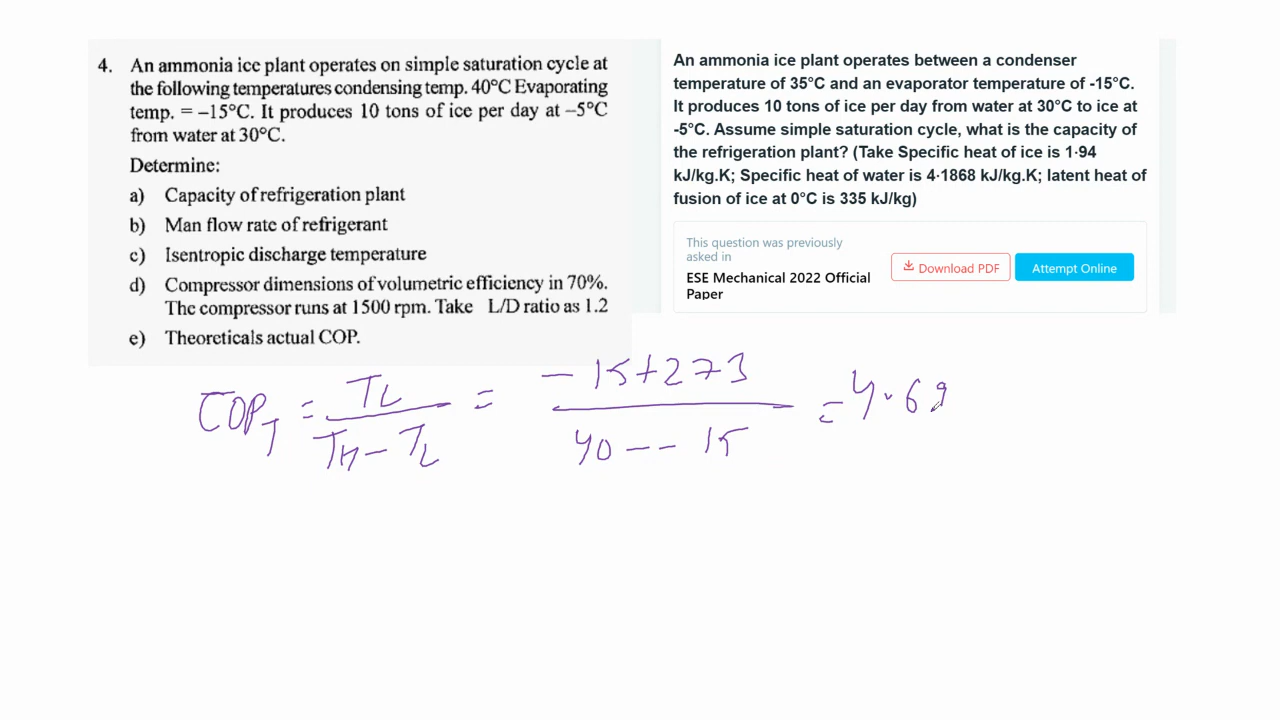 4. An ammonia ice plant operates on simple saturation cycle at
the following temperatures condensing temp. 40°C Evaporating
temp. = –15°C. It produces 10 tons of ice per day at –5°C
from water at 30°C.
Determine:
a) Capacity of refrigeration plant
b) Man flow rate of refrigerant
c) Isentropic discharge temperature
d) Compressor dimensions of volumetric efficiency in 70%.
The compressor runs at 1500 rpm. Take L/D ratio as 1.2
e) Theoreticals actual COP.
An ammonia ice plant operates between a condenser
temperature of 35°C and an evaporator temperature of -15°C.
It produces 10 tons of ice per day from water at 30°C to ice at
-5°C. Assume simple saturation cycle, what is the capacity of
the refrigeration plant? (Take Specific heat of ice is 1·94
kJ/kg.K; Specific heat of water is 4·1868 kJ/kg.K; latent heat of
fusion of ice at 0°C is 335 kJ/kg)
This question was previously
asked in
ESE Mechanical 2022 Official
Paper
Download PDF
Attempt Online
COP_T = TL / TH - TL = -15+273 / 40 - - 15 = 4.69